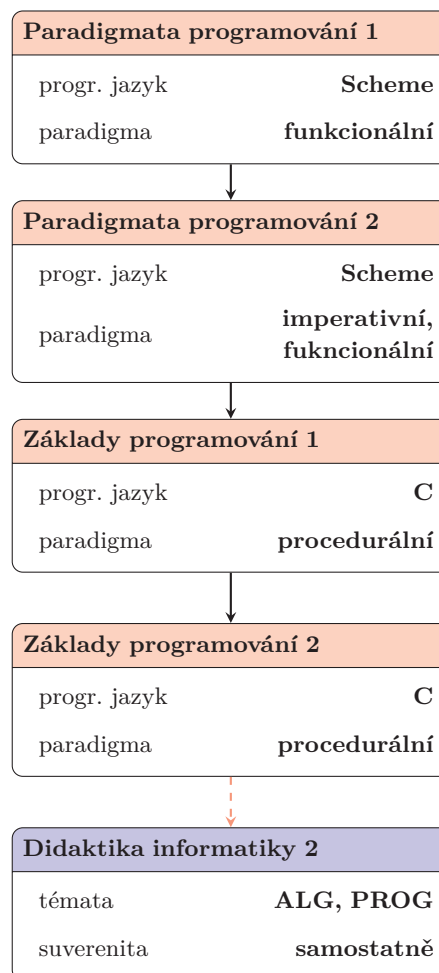 Paradigmata programování 1
progr. jazyk Scheme
paradigma funkcionální
Paradigmata programování 2
progr. jazyk Scheme
paradigma imperativní,
fukncionální
Základy programování 1
progr. jazyk C
paradigma procedurální
Základy programování 2
progr. jazyk C
paradigma procedurální
Didaktika informatiky 2
témata ALG, PROG
suverenita samostatně